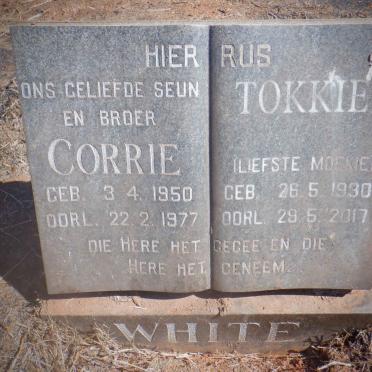 HIER RUS
ONS GELIEFDE SEUN
EN BROER
CORRIE
GEB. 3.4.1950
OORL. 22.2.1977
TOKKIE
(LIEFSTE MOEKIE
GEB. 26.5.1930
OORL. 29.5.2017
DIE HERE HET GEGEE EN DIE
HERE HET GENEEM.
WHITE